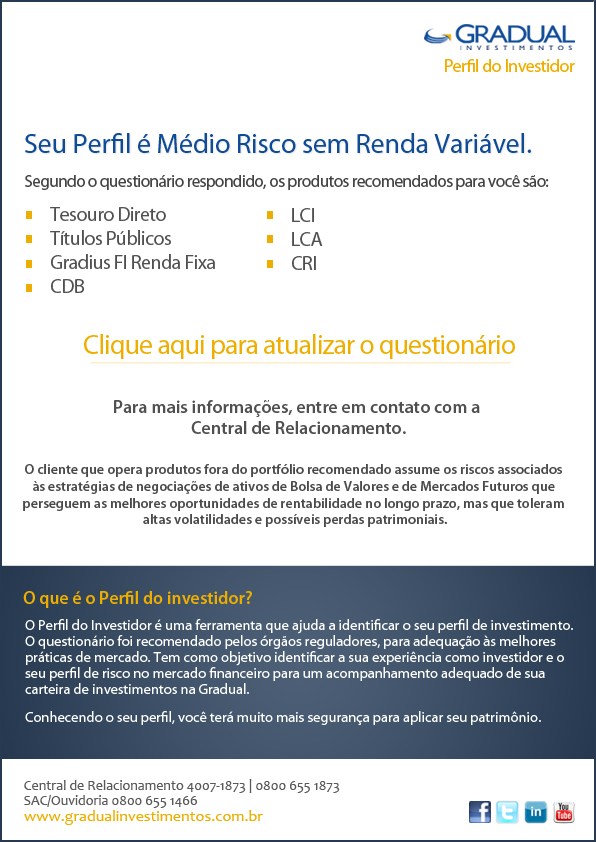 GRADUAL
INVESTIMENTOS
Perfil do Investidor
Seu Perfil é Médio Risco sem Renda Variável.
Segundo o questionário respondido, os produtos recomendados para você são:
Tesouro Direto
Títulos Públicos
Gradius FI Renda Fixa
CDB
LCI
LCA
CRI
Clique aqui para atualizar o questionário
Para mais informações, entre em contato com a
Central de Relacionamento.
O cliente que opera produtos fora do portfólio recomendado assume os riscos associados
às estratégias de negociações de ativos de Bolsa de Valores e de Mercados Futuros que
perseguem as melhores oportunidades de rentabilidade no longo prazo, mas que toleram
altas volatilidades e possíveis perdas patrimoniais.
O que é o Perfil do investidor?
O Perfil do Investidor é uma ferramenta que ajuda a identificar o seu perfil de investimento.
O questionário foi recomendado pelos órgãos reguladores, para adequação às melhores
práticas de mercado. Tem como objetivo identificar a sua experiência como investidor e o
seu perfil de risco no mercado financeiro para um acompanhamento adequado de sua
carteira de investimentos na Gradual.
Conhecendo o seu perfil, você terá muito mais segurança para aplicar seu patrimônio.
Central de Relacionamento 4007-1873 | 0800 655 1873
SAC/Ouvidoria 0800 655 1466
www.gradualinvestimentos.com.br
f t in You Tube